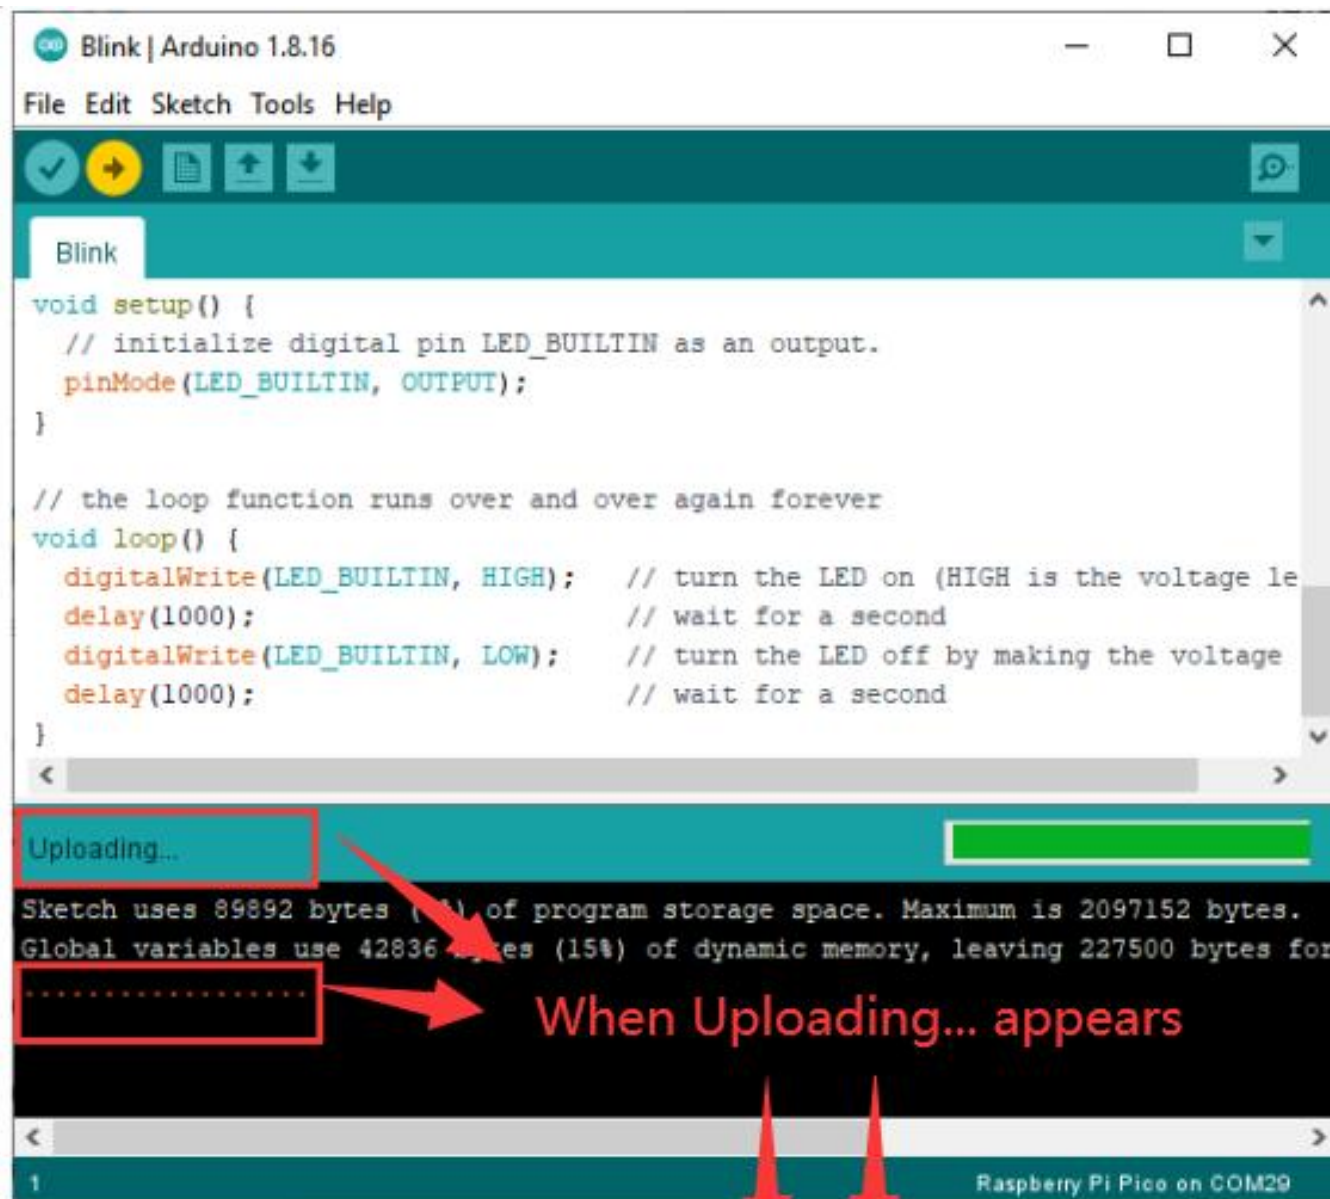 Blink | Arduino 1.8.16
File Edit Sketch Tools Help
Blink
void setup() {
  // initialize digital pin LED_BUILTIN as an output.
  pinMode(LED_BUILTIN, OUTPUT);
}
// the loop function runs over and over again forever
void loop() {
  digitalWrite(LED_BUILTIN, HIGH);   // turn the LED on (HIGH is the voltage le
  delay(1000);                       // wait for a second
  digitalWrite(LED_BUILTIN, LOW);    // turn the LED off by making the voltage
  delay(1000);                       // wait for a second
}
Uploading...
Sketch uses 89892 bytes ( %) of program storage space. Maximum is 2097152 bytes.
Global variables use 42836 bytes (15%) of dynamic memory, leaving 227500 bytes for
..................
When Uploading... appears
1
Raspberry Pi Pico on COM29